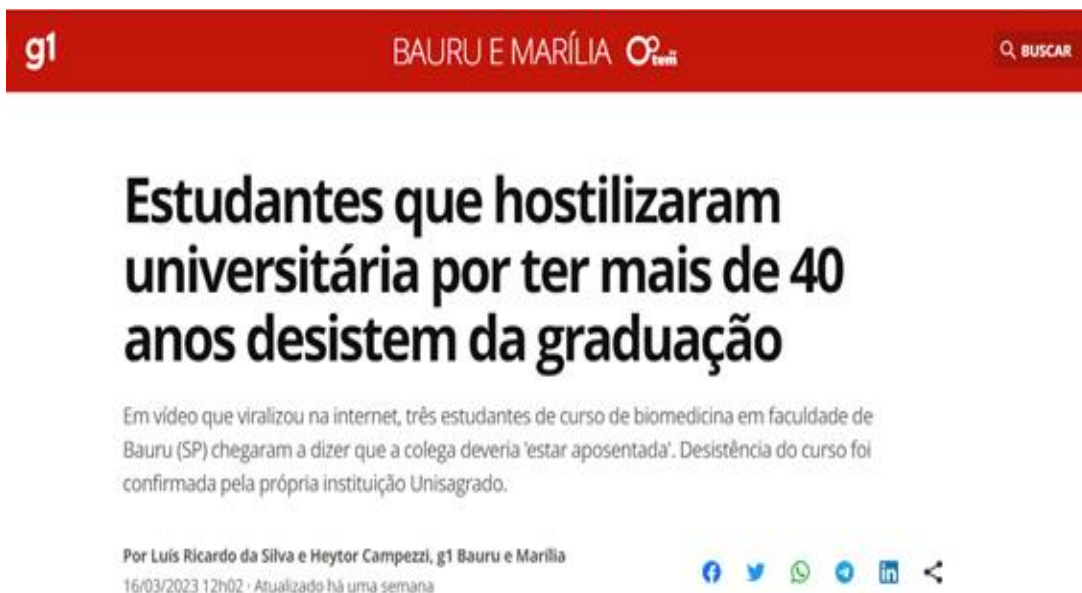 g1
BAURU E MARÍLIA tem
BUSCAR
Estudantes que hostilizaram
universitária por ter mais de 40
anos desistem da graduação
Em vídeo que viralizou na internet, três estudantes de curso de biomedicina em faculdade de
Bauru (SP) chegaram a dizer que a colega deveria 'estar aposentada'. Desistência do curso foi
confirmada pela própria instituição Unisagrado.
Por Luís Ricardo da Silva e Heytor Campezzi, g1 Bauru e Marília
16/03/2023 12h02 · Atualizado há uma semana